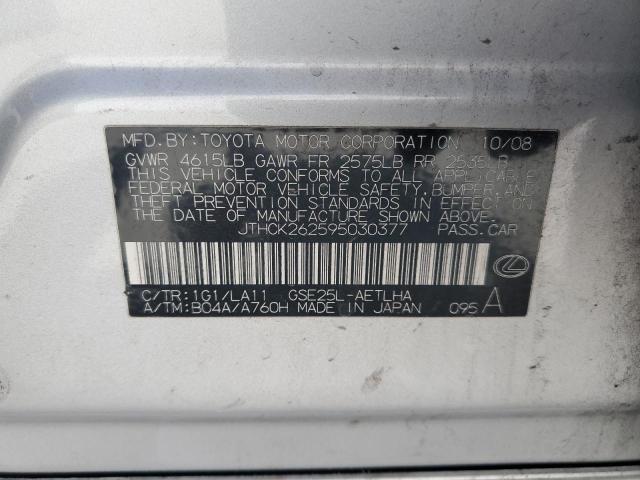 MFD. BY: TOYOTA MOTOR CORPORATION 10/08
GVWR 4615LB GAWR FR 2575LB RR 2535LB
THIS VEHICLE CONFORMS TO ALL APPLICABLE
FEDERAL MOTOR VEHICLE SAFETY, BUMPER, AND
THEFT PREVENTION STANDARDS IN EFFECT ON
THE DATE OF MANUFACTURE SHOWN ABOVE.
JTHCK262595030377 PASS. CAR
C/TR: 1G1/LA11 GSE25L-AETLHA
A/TM: B04A/A760H MADE IN JAPAN 095 A